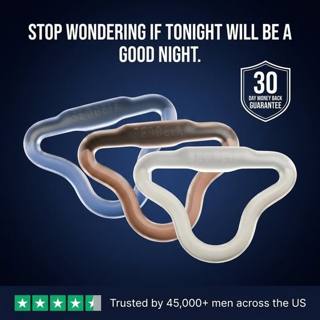 STOP WONDERING IF TONIGHT WILL BE A
GOOD NIGHT.
30
DAY MONEY BACK
GUARANTEE
Trusted by 45,000+ men across the US